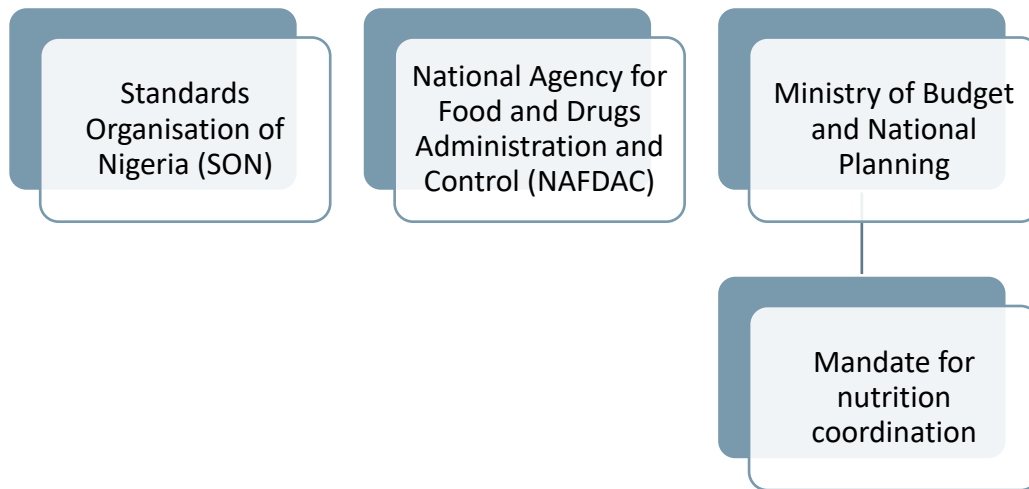 Standards
Organisation of
Nigeria (SON)
National Agency for
Food and Drugs
Administration and
Control (NAFDAC)
Ministry of Budget
and National
Planning
Mandate for
nutrition
coordination